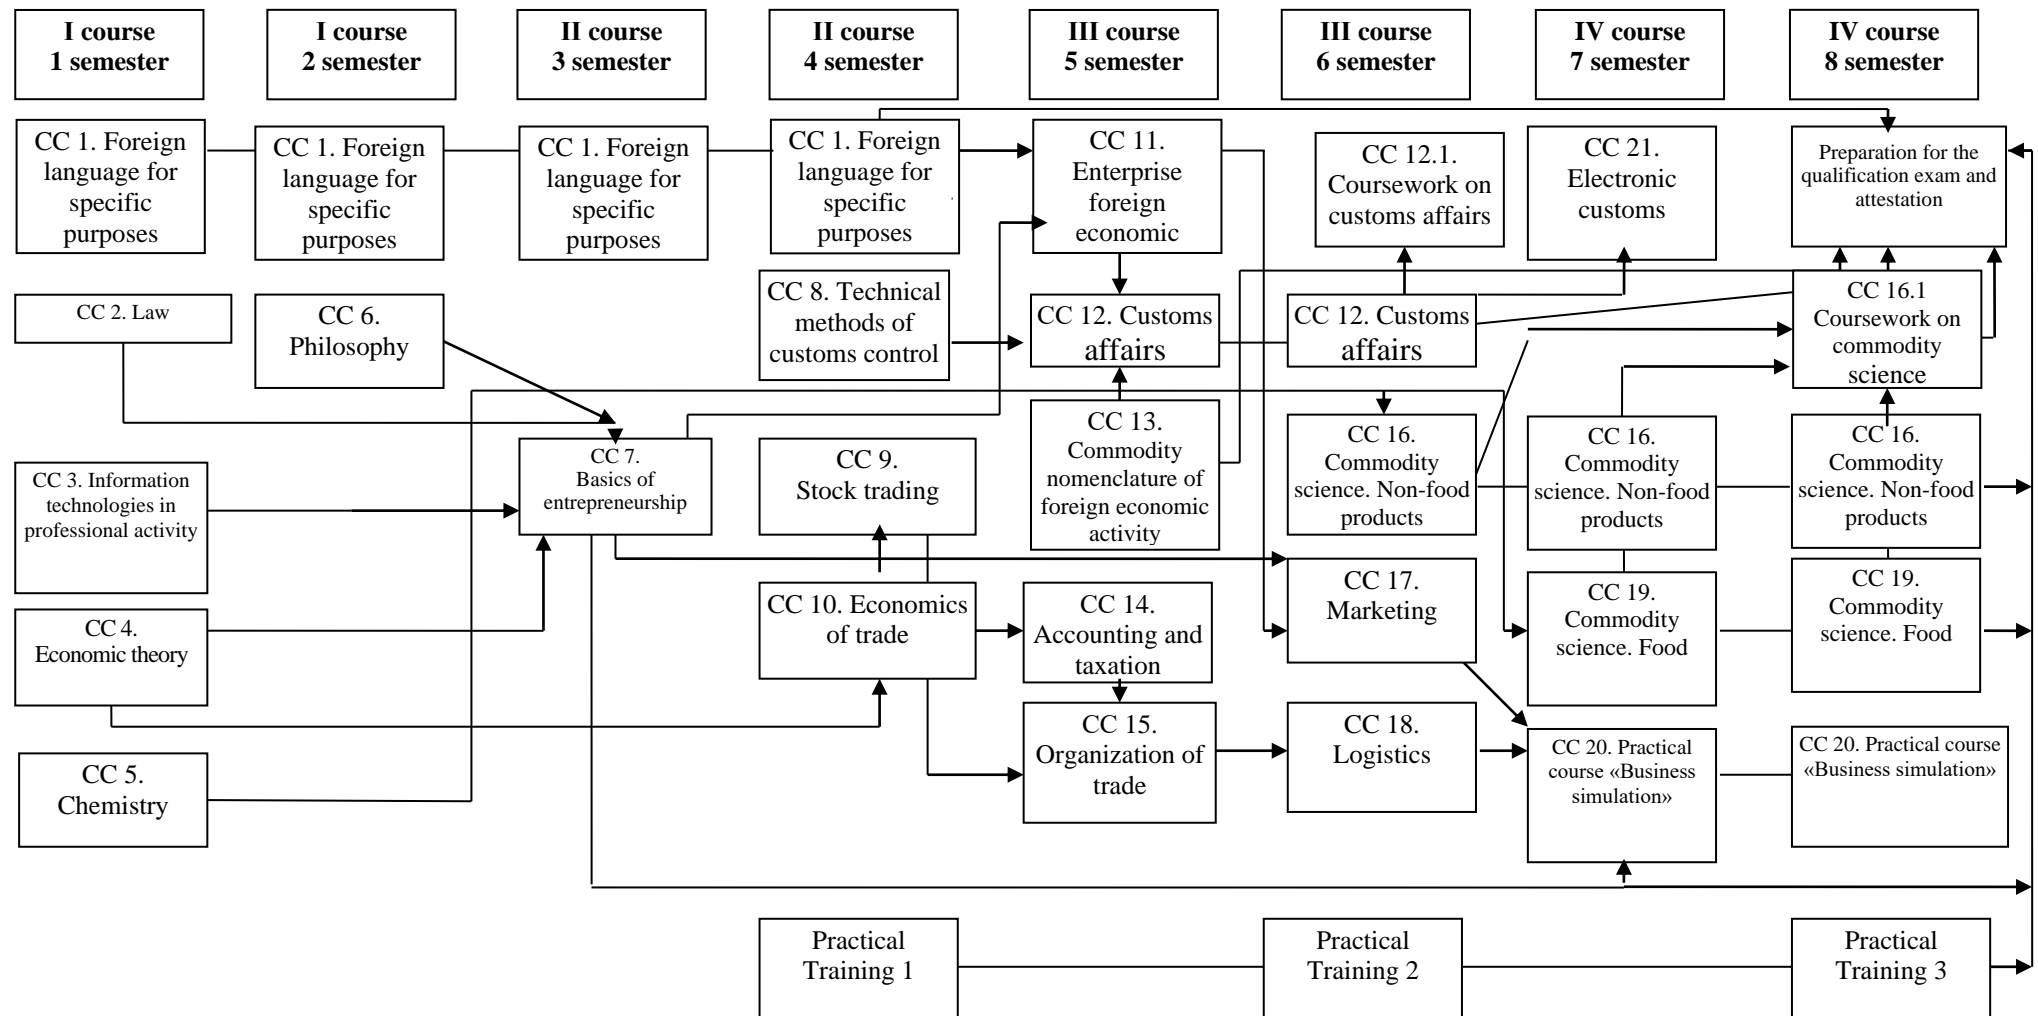 I course
1 semester
I course
2 semester
II course
3 semester
II course
4 semester
III course
5 semester
III course
6 semester
IV course
7 semester
IV course
8 semester
CC 1. Foreign
language for
specific
purposes
CC 1. Foreign
language for
specific
purposes
CC 1. Foreign
language for
specific
purposes
CC 1. Foreign
language for
specific
purposes
CC 11.
Enterprise
foreign
economic
CC 12.1.
Coursework on
customs affairs
CC 21.
Electronic
customs
Preparation for the
qualification exam and
attestation
CC 2. Law
CC 6.
Philosophy
CC 8. Technical
methods of
customs control
CC 12. Customs
affairs
CC 12. Customs
affairs
CC 16.1
Coursework on
commodity
science
CC 3. Information
technologies in
professional activity
CC 7.
Basics of
entrepreneurship
CC 9.
Stock trading
CC 13.
Commodity
nomenclature of
foreign economic
activity
CC 16.
Commodity
science. Non-food
products
CC 16.
Commodity
science. Non-food
products
CC 16.
Commodity
science. Non-food
products
CC 4.
Economic theory
CC 10. Economics
of trade
CC 14.
Accounting and
taxation
CC 17.
Marketing
CC 19.
Commodity
science. Food
CC 19.
Commodity
science. Food
CC 5.
Chemistry
CC 15.
Organization of
trade
CC 18.
Logistics
CC 20. Practical
course «Business
simulation»
CC 20. Practical course
«Business simulation»
Practical
Training 1
Practical
Training 2
Practical
Training 3